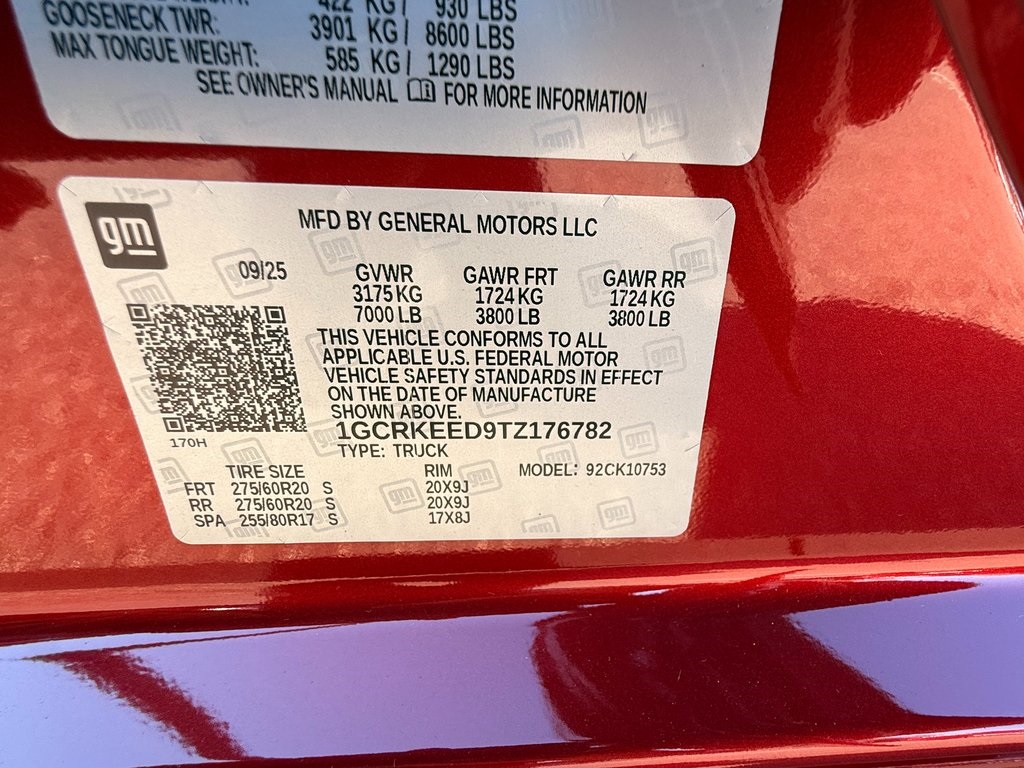 422 KG / 930 LBS
GOOSENECK TWR: 3901 KG / 8600 LBS
MAX TONGUE WEIGHT: 585 KG / 1290 LBS
SEE OWNER'S MANUAL FOR MORE INFORMATION
gm
MFD BY GENERAL MOTORS LLC
09/25 GVWR GAWR FRT GAWR RR
3175 KG 1724 KG 1724 KG
7000 LB 3800 LB 3800 LB
THIS VEHICLE CONFORMS TO ALL
APPLICABLE U.S. FEDERAL MOTOR
VEHICLE SAFETY STANDARDS IN EFFECT
ON THE DATE OF MANUFACTURE
SHOWN ABOVE.
170H
1GCRKEED9TZ176782
TYPE: TRUCK
TIRE SIZE RIM MODEL: 92CK10753
FRT 275/60R20 S 20X9J
RR 275/60R20 S 20X9J
SPA 255/80R17 S 17X8J